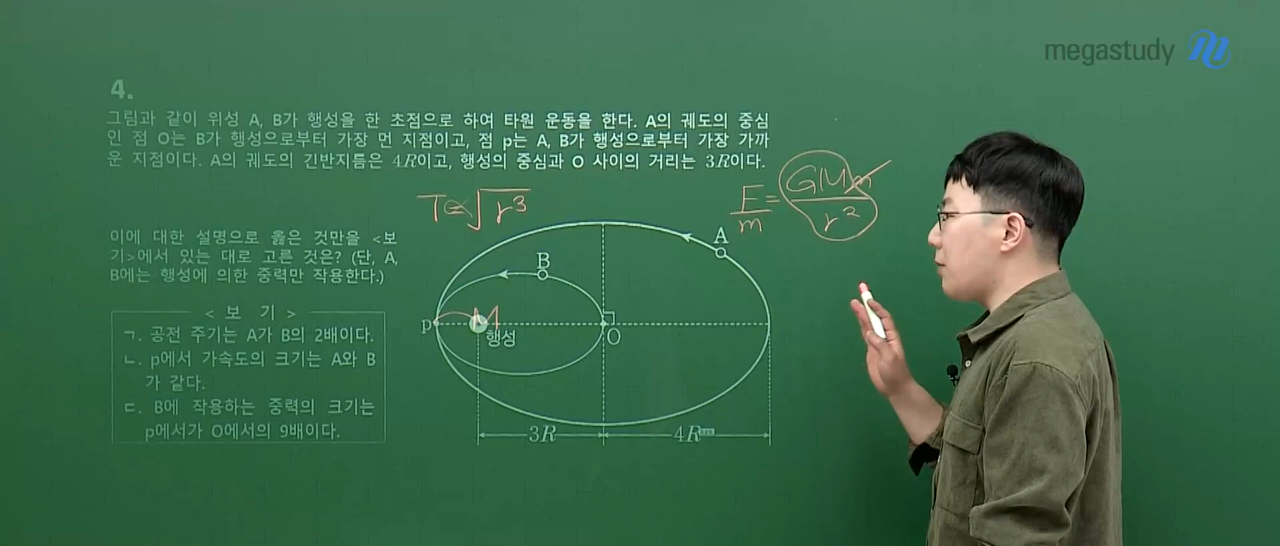 megastudy
4.
그림과 같이 위성 A, B가 행성을 한 초점으로 하여 타원 운동을 한다. A의 궤도의 중심
인 점 O는 B가 행성으로부터 가장 먼 지점이고, 점 p는 A, B가 행성으로부터 가장 가까
운 지점이다. A의 궤도의 긴반지름은 4R이고, 행성의 중심과 O 사이의 거리는 3R이다.
T∝√r³
F/m = GMm/r²
이에 대한 설명으로 옳은 것만을 <보
기>에서 있는 대로 고른 것은? (단, A,
B에는 행성에 의한 중력만 작용한다.)
< 보 기 >
ㄱ. 공전 주기는 A가 B의 2배이다.
ㄴ. p에서 가속도의 크기는 A와 B
가 같다.
ㄷ. B에 작용하는 중력의 크기는
p에서가 O에서의 9배이다.
A
B
p
M
행성
O
3R
4R